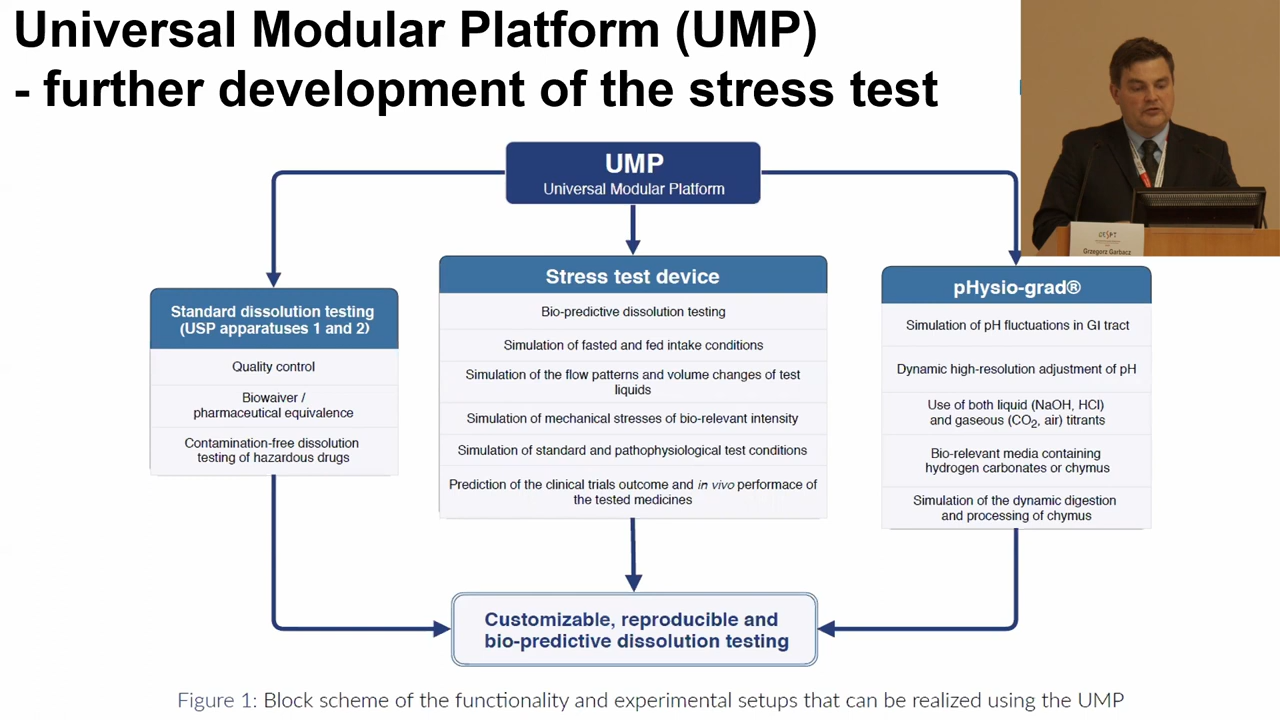 Universal Modular Platform (UMP)
- further development of the stress test
UMP
Universal Modular Platform
Standard dissolution testing
(USP apparatuses 1 and 2)
Quality control
Biowaiver /
pharmaceutical equivalence
Contamination-free dissolution
testing of hazardous drugs
Stress test device
Bio-predictive dissolution testing
Simulation of fasted and fed intake conditions
Simulation of the flow patterns and volume changes of test
liquids
Simulation of mechanical stresses of bio-relevant intensity
Simulation of standard and pathophysiological test conditions
Prediction of the clinical trials outcome and in vivo performace of
the tested medicines
pHysio-grad®
Simulation of pH fluctuations in GI tract
Dynamic high-resolution adjustment of pH
Use of both liquid (NaOH, HCl)
and gaseous (CO2, air) titrants
Bio-relevant media containing
hydrogen carbonates or chymus
Simulation of the dynamic digestion
and processing of chymus
Customizable, reproducible and
bio-predictive dissolution testing
Figure 1: Block scheme of the functionality and experimental setups that can be realized using the UMP
Grzegorz Garbacz